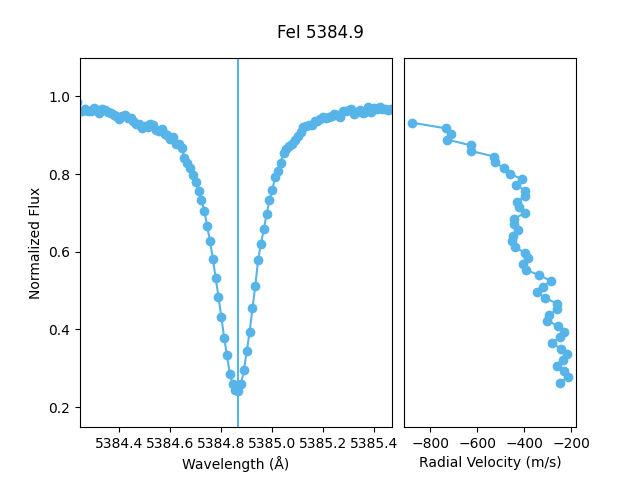 FeI 5384.9
Normalized Flux
1.0
0.8
0.6
0.4
0.2
5384.4 5384.6 5384.8 5385.0 5385.2 5385.4
Wavelength (Å)
−800 −600 −400 −200
Radial Velocity (m/s)